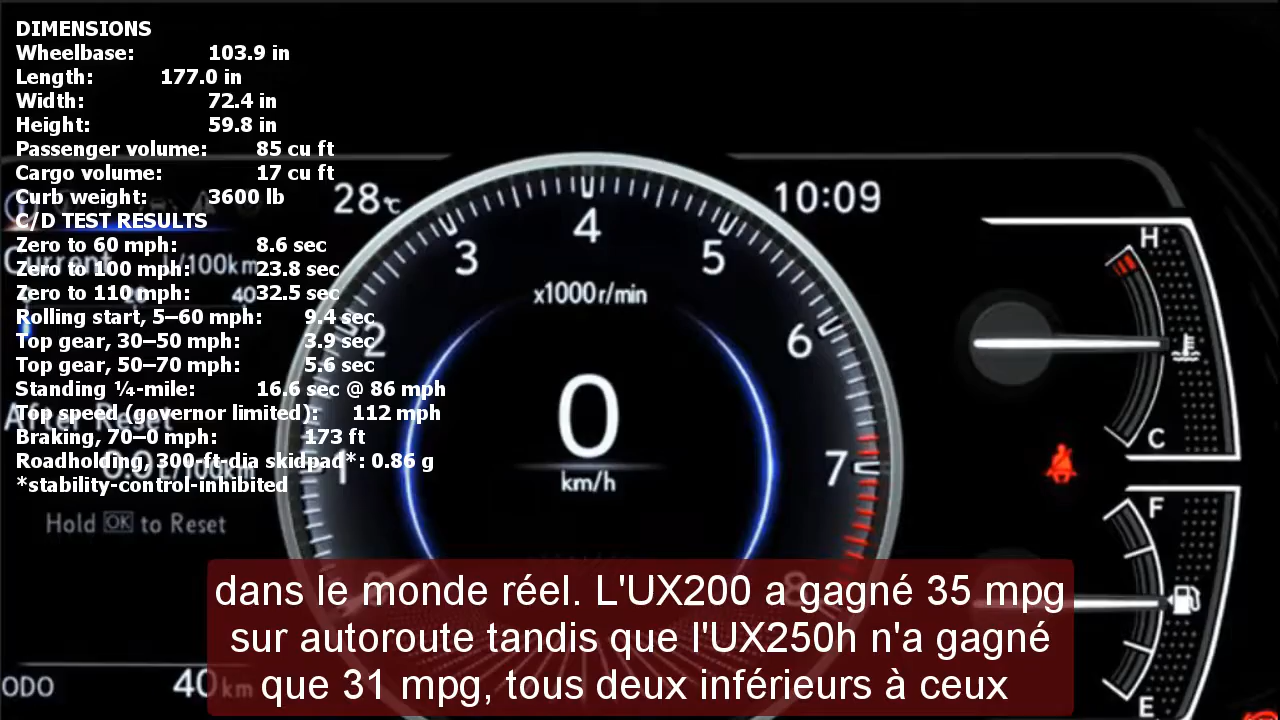 DIMENSIONS
Wheelbase: 103.9 in
Length: 177.0 in
Width: 72.4 in
Height: 59.8 in
Passenger volume: 85 cu ft
Cargo volume: 17 cu ft
Curb weight: 3600 lb
C/D TEST RESULTS
Zero to 60 mph: 8.6 sec
Zero to 100 mph: 23.8 sec
Zero to 110 mph: 32.5 sec
Rolling start, 5–60 mph: 9.4 sec
Top gear, 30–50 mph: 3.9 sec
Top gear, 50–70 mph: 5.6 sec
Standing ¼-mile: 16.6 sec @ 86 mph
Top speed (governor limited): 112 mph
Braking, 70–0 mph: 173 ft
Roadholding, 300-ft-dia skidpad*: 0.86 g
*stability-control-inhibited
Current L/100km
40
After Reset
Hold OK to Reset
ODO 40 km
28°C
10:09
1
2
3
4
5
6
7
8
x1000 r/min
0
km/h
H
C
F
E
dans le monde réel. L'UX200 a gagné 35 mpg
sur autoroute tandis que l'UX250h n'a gagné
que 31 mpg, tous deux inférieurs à ceux